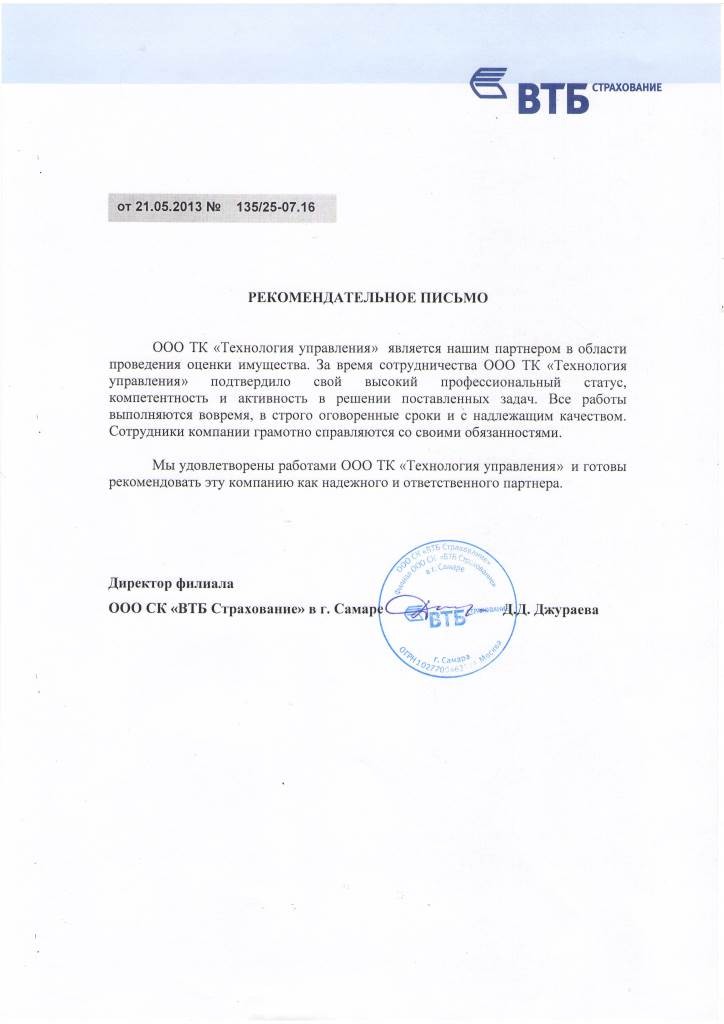 ВТБ СТРАХОВАНИЕ
от 21.05.2013 № 135/25-07.16
РЕКОМЕНДАТЕЛЬНОЕ ПИСЬМО
ООО ТК «Технология управления» является нашим партнером в области
проведения оценки имущества. За время сотрудничества ООО ТК «Технология
управления» подтвердило свой высокий профессиональный статус,
компетентность и активность в решении поставленных задач. Все работы
выполняются вовремя, в строго оговоренные сроки и с надлежащим качеством.
Сотрудники компании грамотно справляются со своими обязанностями.
Мы удовлетворены работами ООО ТК «Технология управления» и готовы
рекомендовать эту компанию как надежного и ответственного партнера.
Директор филиала
ООО СК «ВТБ Страхование» в г. Самаре Д.Д. Джураева
ООО СК «ВТБ Страхование»
Филиал ООО СК «ВТБ Страхование»
в г. Самаре
ВТБ СТРАХОВАНИЕ
г. Самара
ОГРН Москва